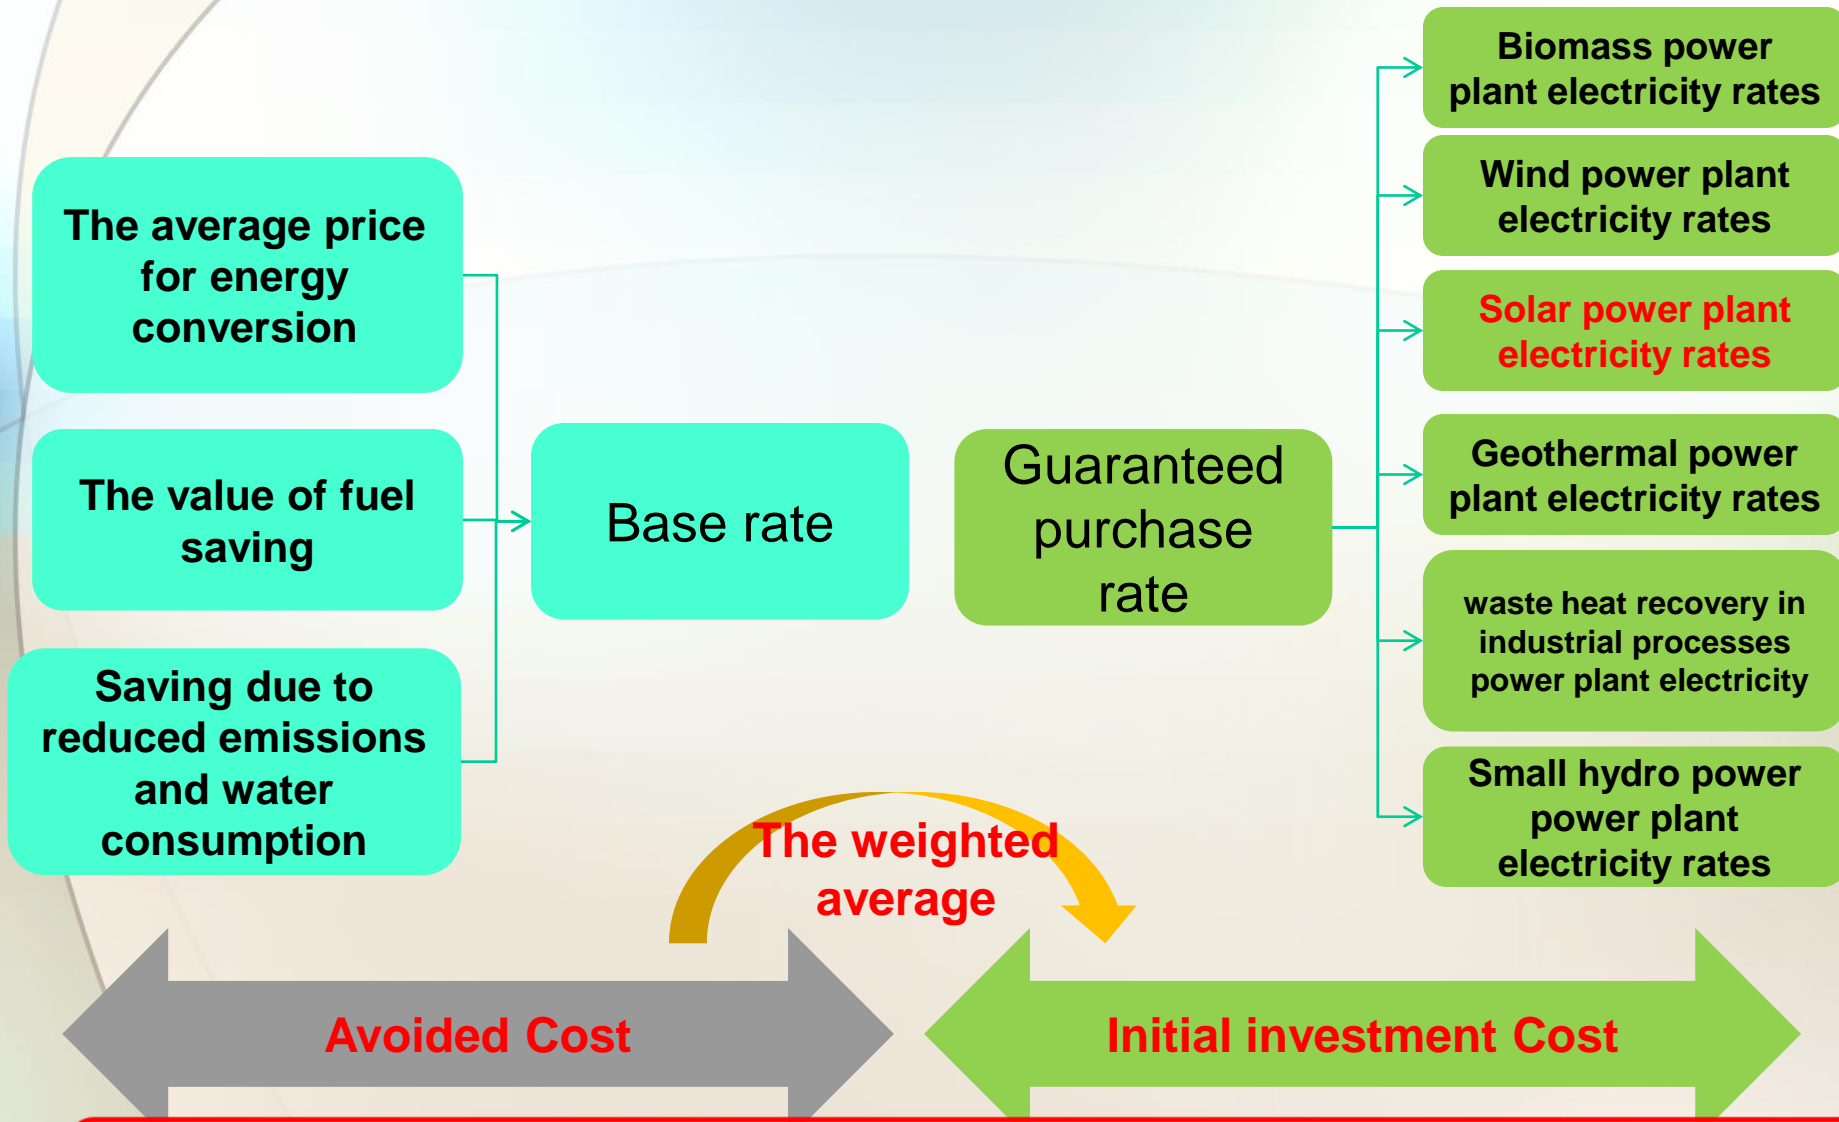 The average price
for energy
conversion
The value of fuel
saving
Saving due to
reduced emissions
and water
consumption
Base rate
Guaranteed
purchase
rate
Biomass power
plant electricity rates
Wind power plant
electricity rates
Solar power plant
electricity rates
Geothermal power
plant electricity rates
waste heat recovery in
industrial processes
power plant electricity
Small hydro power
power plant
electricity rates
The weighted
average
Avoided Cost
Initial investment Cost